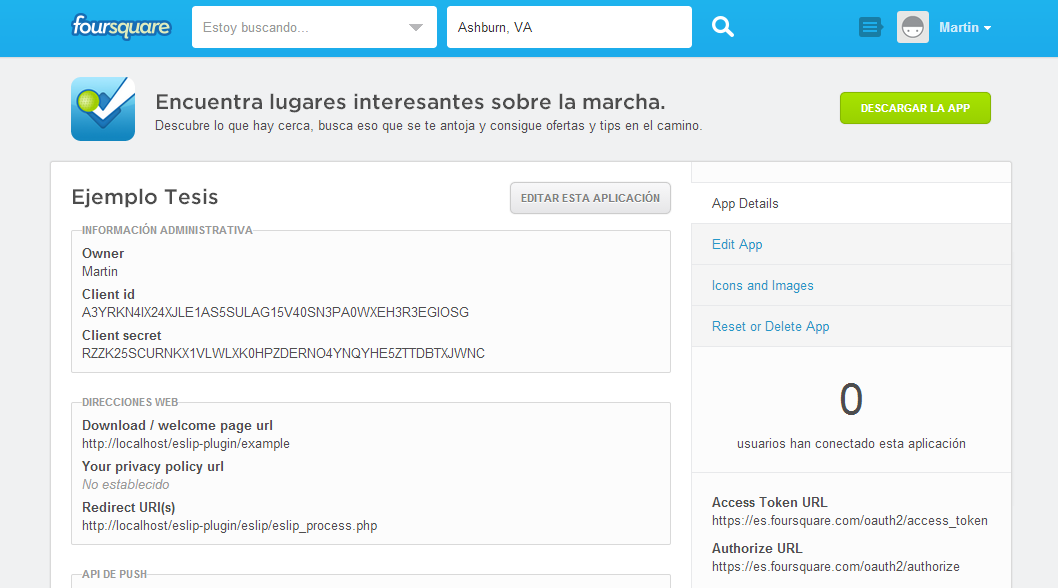 foursquare
Estoy buscando...
Ashburn, VA
Martin
Encuentra lugares interesantes sobre la marcha.
Descubre lo que hay cerca, busca eso que se te antoja y consigue ofertas y tips en el camino.
DESCARGAR LA APP
Ejemplo Tesis
EDITAR ESTA APLICACIÓN
INFORMACIÓN ADMINISTRATIVA
Owner
Martin
Client id
A3YRKN4IX24XJLE1AS5SULAG15V40SN3PA0WXEH3R3EGIOSG
Client secret
RZZK25SCURNKX1VLWLXK0HPZDERNO4YNQYHE5ZTTDBTXJWNC
DIRECCIONES WEB
Download / welcome page url
http://localhost/eslip-plugin/example
Your privacy policy url
No establecido
Redirect URI(s)
http://localhost/eslip-plugin/eslip/eslip_process.php
API DE PUSH
App Details
Edit App
Icons and Images
Reset or Delete App
0
usuarios han conectado esta aplicación
Access Token URL
https://es.foursquare.com/oauth2/access_token
Authorize URL
https://es.foursquare.com/oauth2/authorize